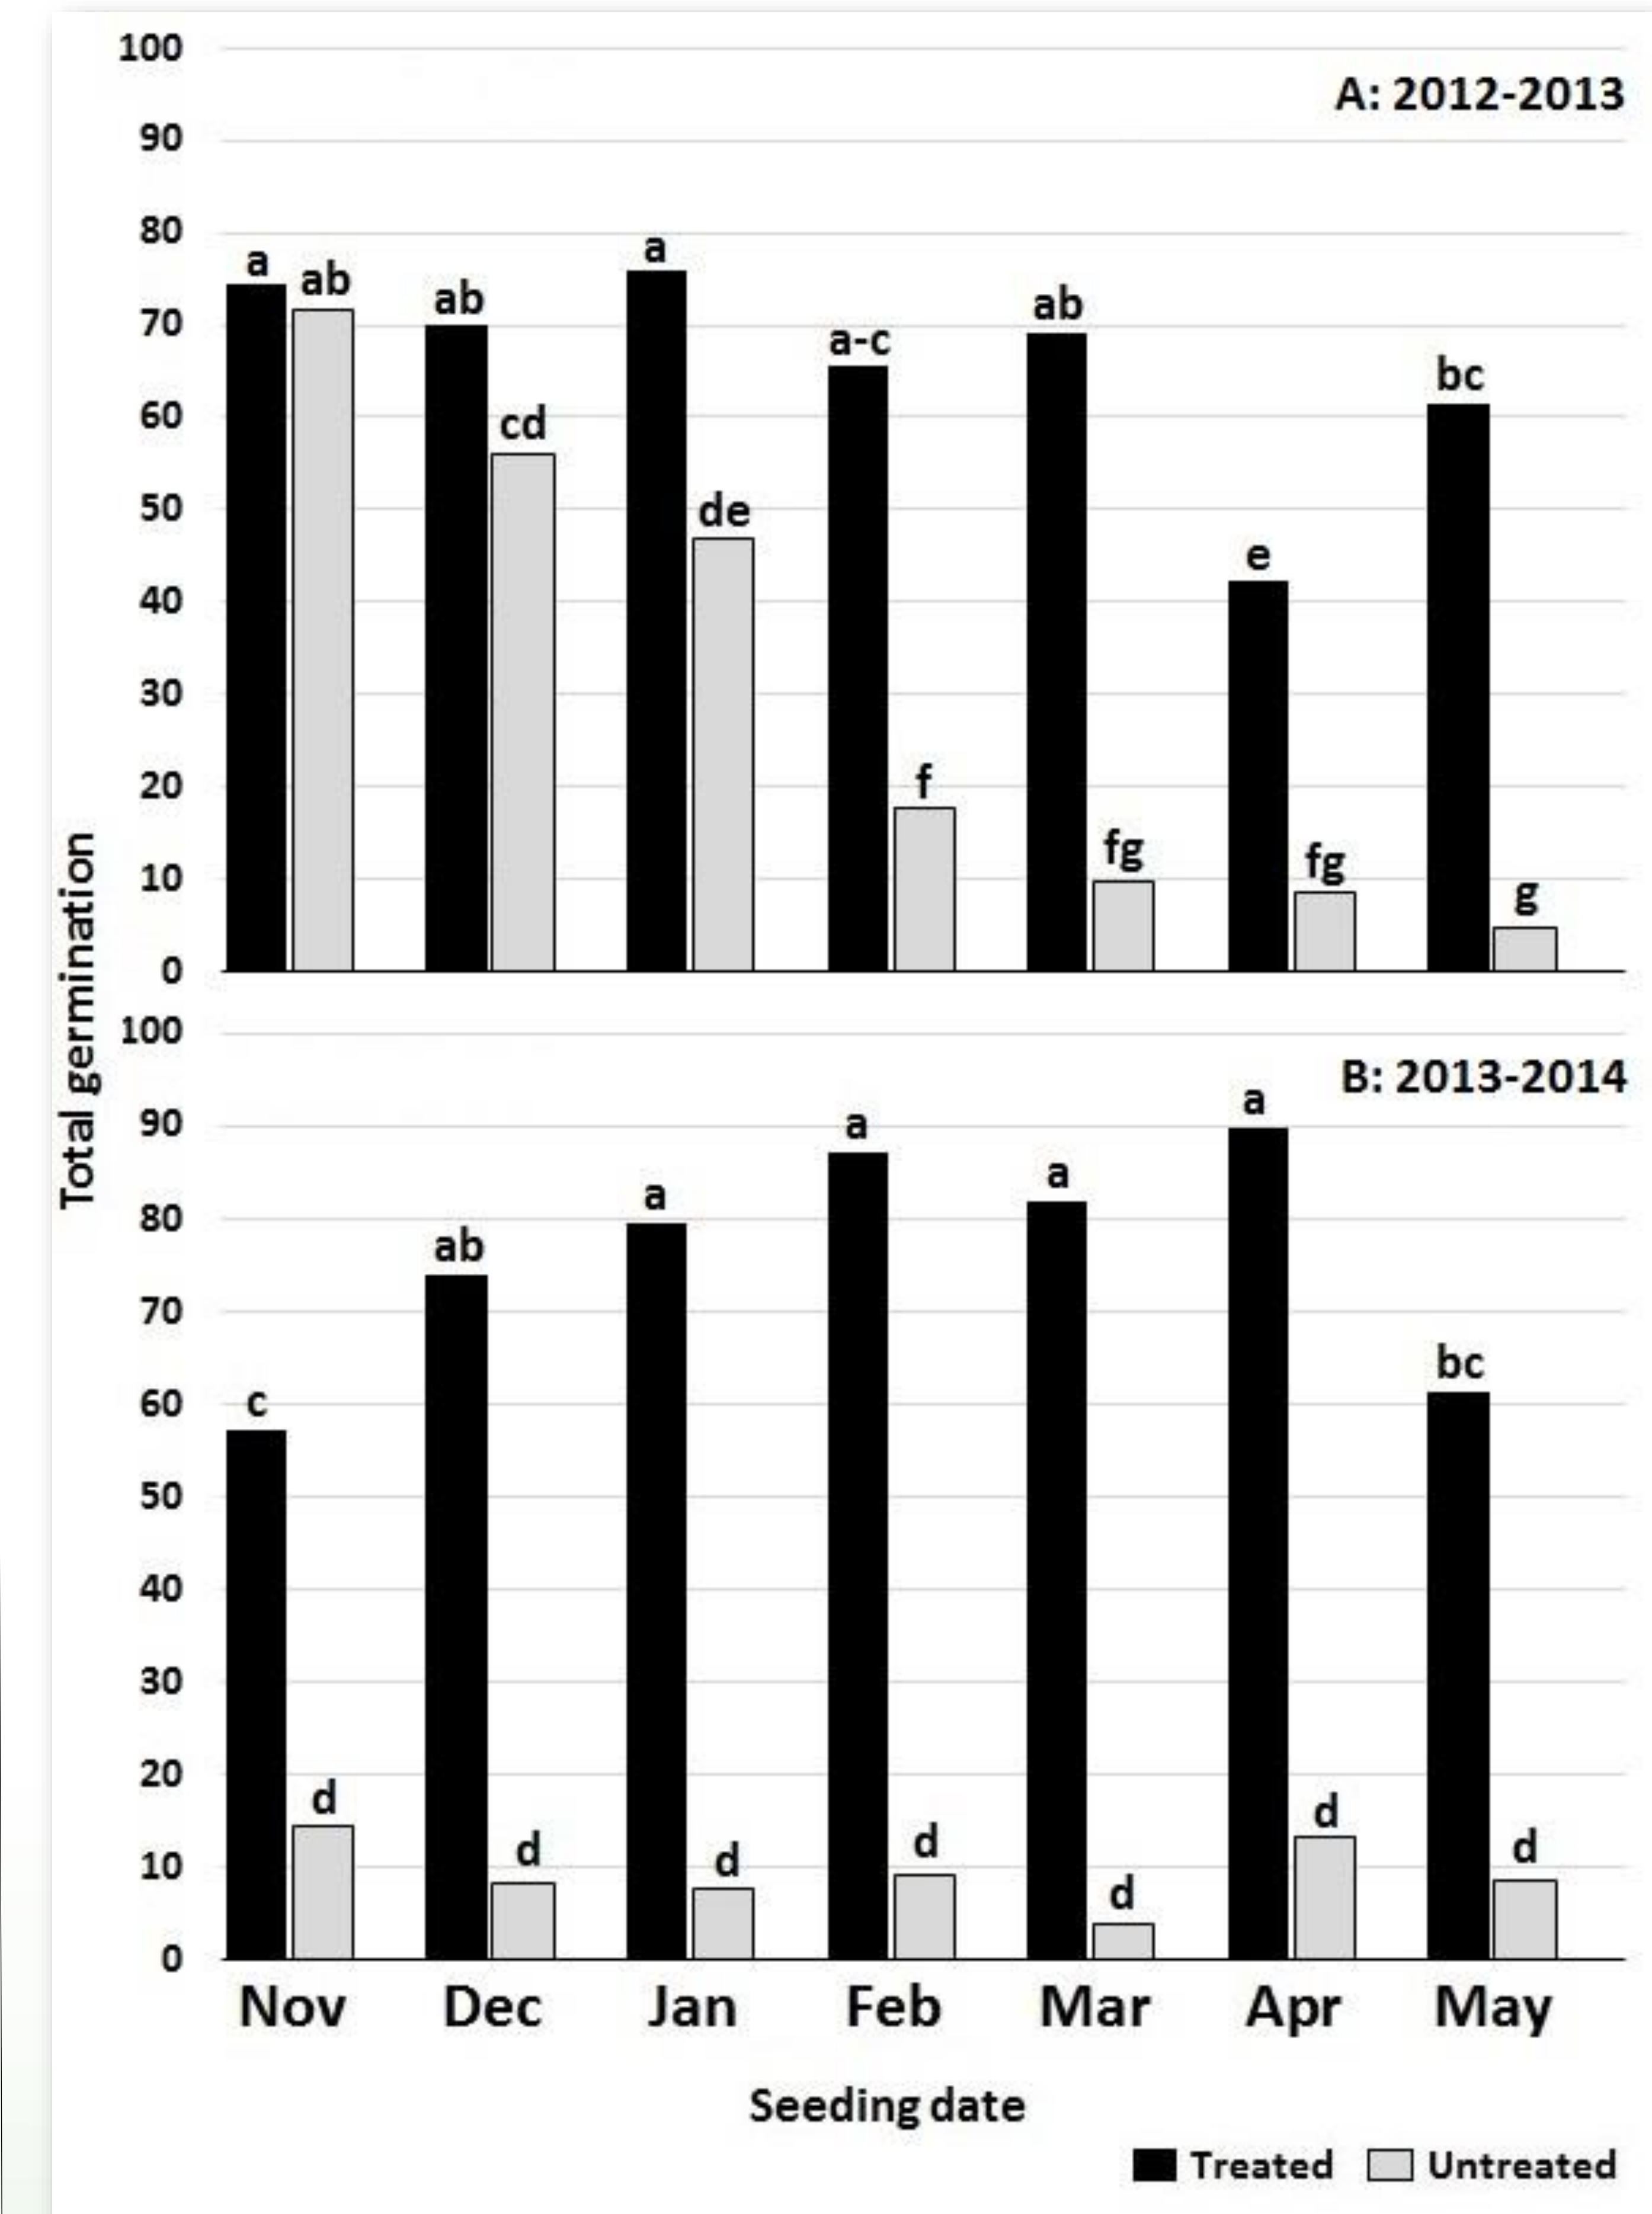 Total germination
A: 2012-2013
100
90
80
70
60
50
40
30
20
10
0
a ab ab cd a de a-c f ab fg e fg bc g
B: 2013-2014
100
90
80
70
60
50
40
30
20
10
0
c d ab d a d a d a d a d bc d
Nov Dec Jan Feb Mar Apr May
Seeding date
Treated Untreated